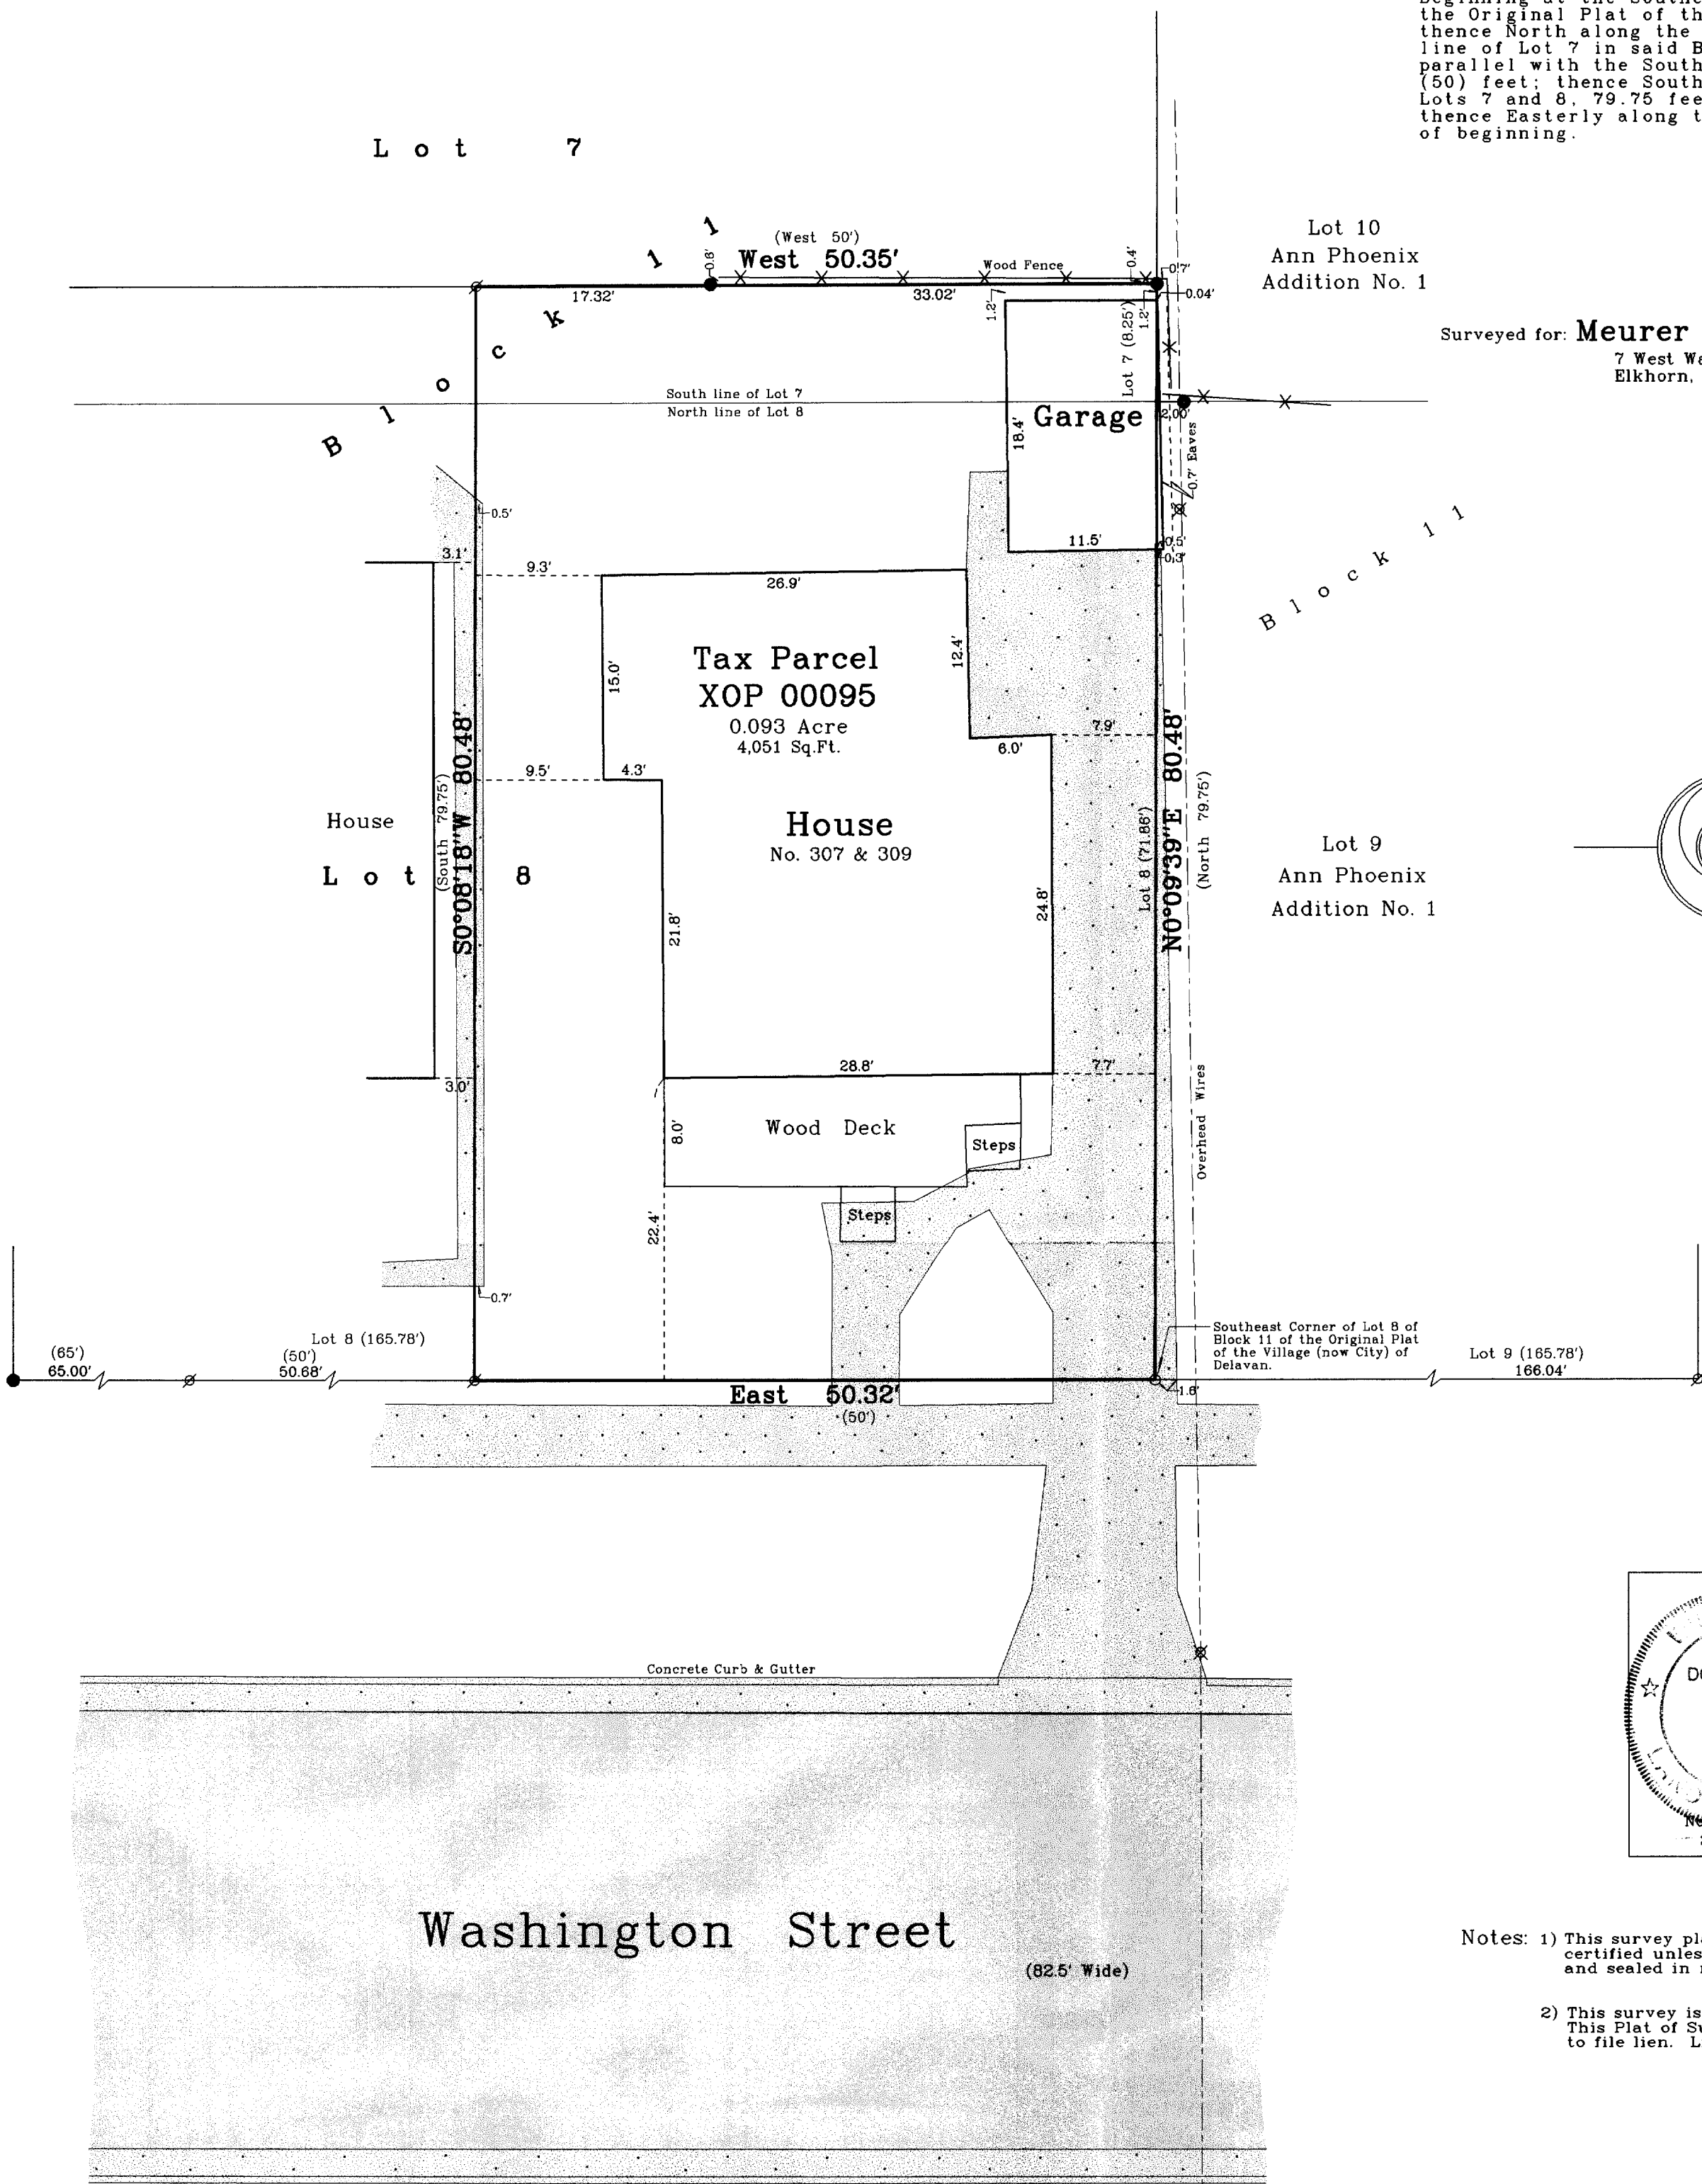 the Original Plat of th
thence North along the
line of Lot 7 in said B
parallel with the South
(50) feet; thence South
Lots 7 and 8, 79.75 fee
thence Easterly along t
of beginning.
Lot 7
Block 11
(West 50')
West 50.35'
0.6'
Wood Fence
0.4'
0.7'
0.04'
17.32'
33.02'
1.2'
1.2'
Lot 7 (8.25')
Lot 10
Ann Phoenix
Addition No. 1
Surveyed for: Meurer
7 West Wa
Elkhorn,
South line of Lot 7
North line of Lot 8
Garage
18.4'
2.00'
0.7' Eaves
0.5'
3.1'
9.3'
26.9'
11.5'
0.5'
0.3'
Block 11
Tax Parcel
XOP 00095
0.093 Acre
4,051 Sq.Ft.
15.0'
12.4'
7.9'
6.0'
9.5'
4.3'
S0°08'18"W 80.48'
(South 79.75')
N0°09'39"E 80.48'
(North 79.75')
Lot 8 (71.86')
House
Lot 8
House
No. 307 & 309
21.8'
24.8'
Lot 9
Ann Phoenix
Addition No. 1
28.8'
7.7'
3.0'
Wood Deck
8.0'
Steps
Steps
22.4'
Overhead Wires
0.7'
Lot 8 (165.78')
(65')
65.00'
(50')
50.68'
East 50.32'
(50')
Southeast Corner of Lot 8 of
Block 11 of the Original Plat
of the Village (now City) of
Delavan.
1.6'
Lot 9 (165.78')
166.04'
Concrete Curb & Gutter
Washington Street
(82.5' Wide)
Notes: 1) This survey pla
certified unles
and sealed in
2) This survey is
This Plat of Su
to file lien. L